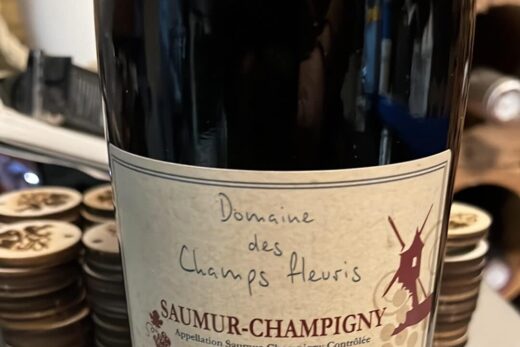 Domaine
des
Champs fleuris
SAUMUR-CHAMPIGNY
Appellation Saumur-Champigny Contrôlée